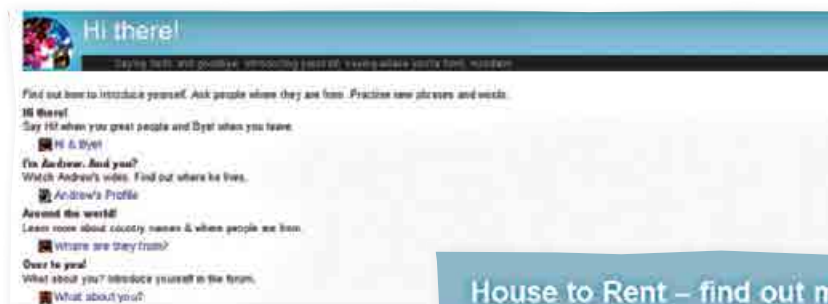 Hi there!
Saying hello and goodbye, introducing yourself, saying where you're from, numbers
Find out how to introduce yourself. Ask people where they are from. Practise new phrases and words.
Hi there!
Say Hi! when you greet people and Bye! when you leave.
Hi & Bye!
I'm Andrew. And you?
Watch Andrew's video. Find out where he lives.
Andrew's Profile
Around the world!
Learn more about country names & where people are from.
Where are they from?
Over to you!
What about you? Introduce yourself in the forum.
What about you?
House to Rent – find out m